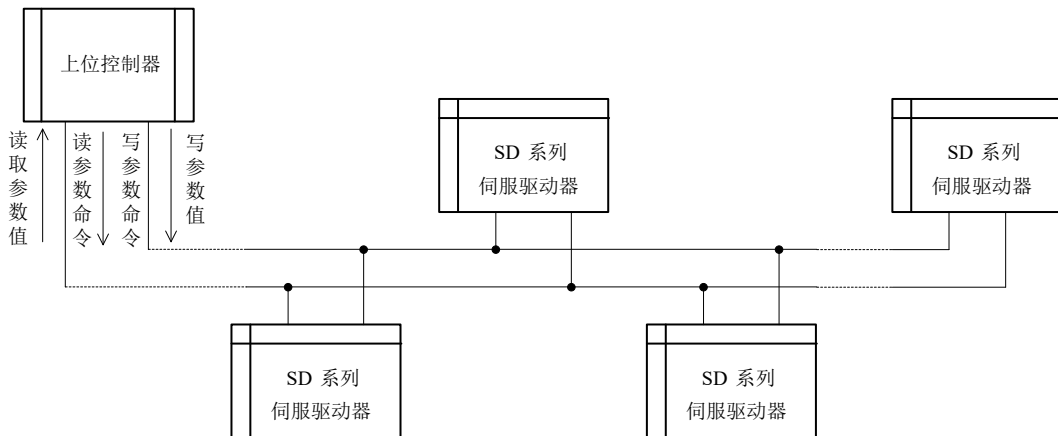 上位控制器
读取参数值
读参数命令
写参数命令
写参数值
SD 系列
伺服驱动器
SD 系列
伺服驱动器
SD 系列
伺服驱动器
SD 系列
伺服驱动器